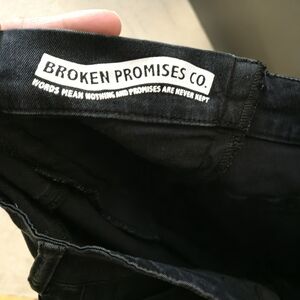 BROKEN PROMISES CO.
WORDS MEAN NOTHING AND PROMISES ARE NEVER KEPT